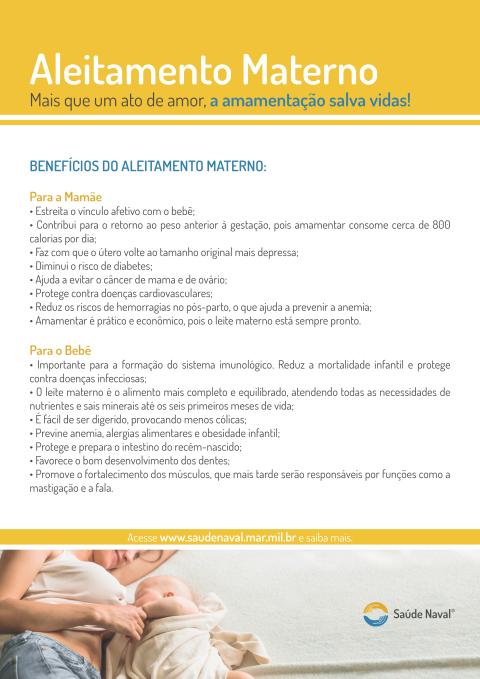 Aleitamento Materno
Mais que um ato de amor, a amamentação salva vidas!
BENEFÍCIOS DO ALEITAMENTO MATERNO:
Para a Mamãe
• Estreita o vínculo afetivo com o bebê;
• Contribui para o retorno ao peso anterior à gestação, pois amamentar consome cerca de 800
calorias por dia;
• Faz com que o útero volte ao tamanho original mais depressa;
• Diminui o risco de diabetes;
• Ajuda a evitar o câncer de mama e de ovário;
• Protege contra doenças cardiovasculares;
• Reduz os riscos de hemorragias no pós-parto, o que ajuda a prevenir a anemia;
• Amamentar é prático e econômico, pois o leite materno está sempre pronto.
Para o Bebê
• Importante para a formação do sistema imunológico. Reduz a mortalidade infantil e protege
contra doenças infecciosas;
• O leite materno é o alimento mais completo e equilibrado, atendendo todas as necessidades de
nutrientes e sais minerais até os seis primeiros meses de vida;
• É fácil de ser digerido, provocando menos cólicas;
• Previne anemia, alergias alimentares e obesidade infantil;
• Protege e prepara o intestino do recém-nascido;
• Favorece o bom desenvolvimento dos dentes;
• Promove o fortalecimento dos músculos, que mais tarde serão responsáveis por funções como a
mastigação e a fala.
Acesse www.saudenaval.mar.mil.br e saiba mais.
Saúde Naval®